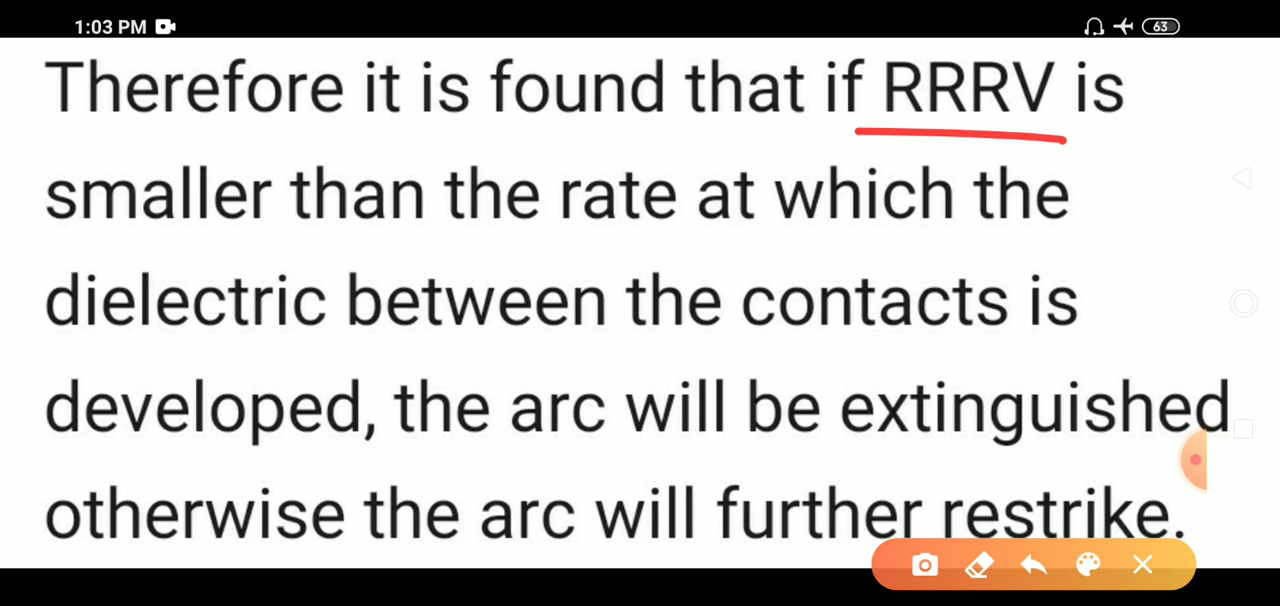 1:03 PM 63
Therefore it is found that if RRRV is
smaller than the rate at which the
dielectric between the contacts is
developed, the arc will be extinguished
otherwise the arc will further restrike.